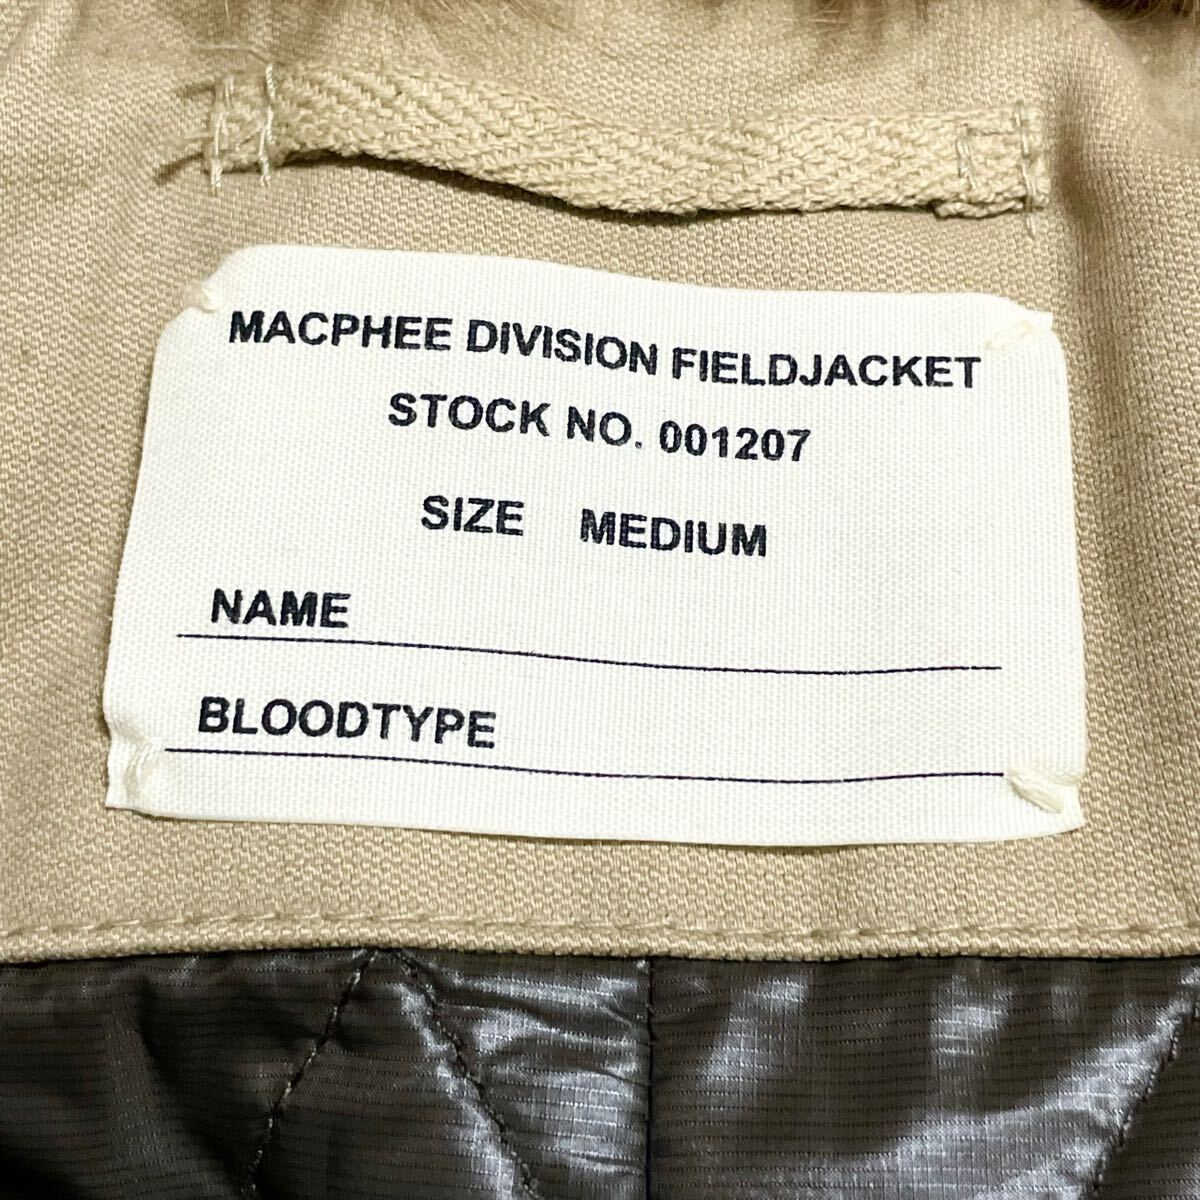 MACPHEE DIVISION FIELDJACKET
STOCK NO. 001207
SIZE MEDIUM
NAME
BLOODTYPE